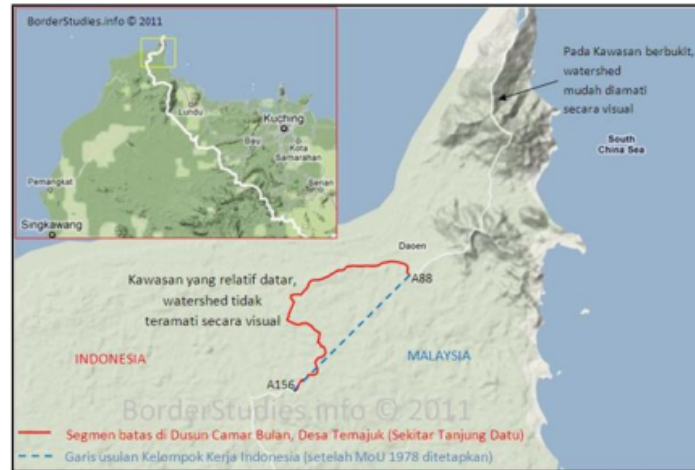 BorderStudies.info © 2011
Lundu
Kuching
Bau
Kota
Samarahan
Serian
Pemangkat
Singkawang
Pada Kawasan berbukit,
watershed
mudah diamati
secara visual
South
China Sea
Daoen
A88
Kawasan yang relatif datar,
watershed tidak
teramati secara visual
INDONESIA
MALAYSIA
A156
BorderStudies.info © 2011
Segmen batas di Dusun Camar Bulan, Desa Temajuk (Sekitar Tanjung Datu)
Garis usulan Kelompok Kerja Indonesia (setelah MoU 1978 ditetapkan)